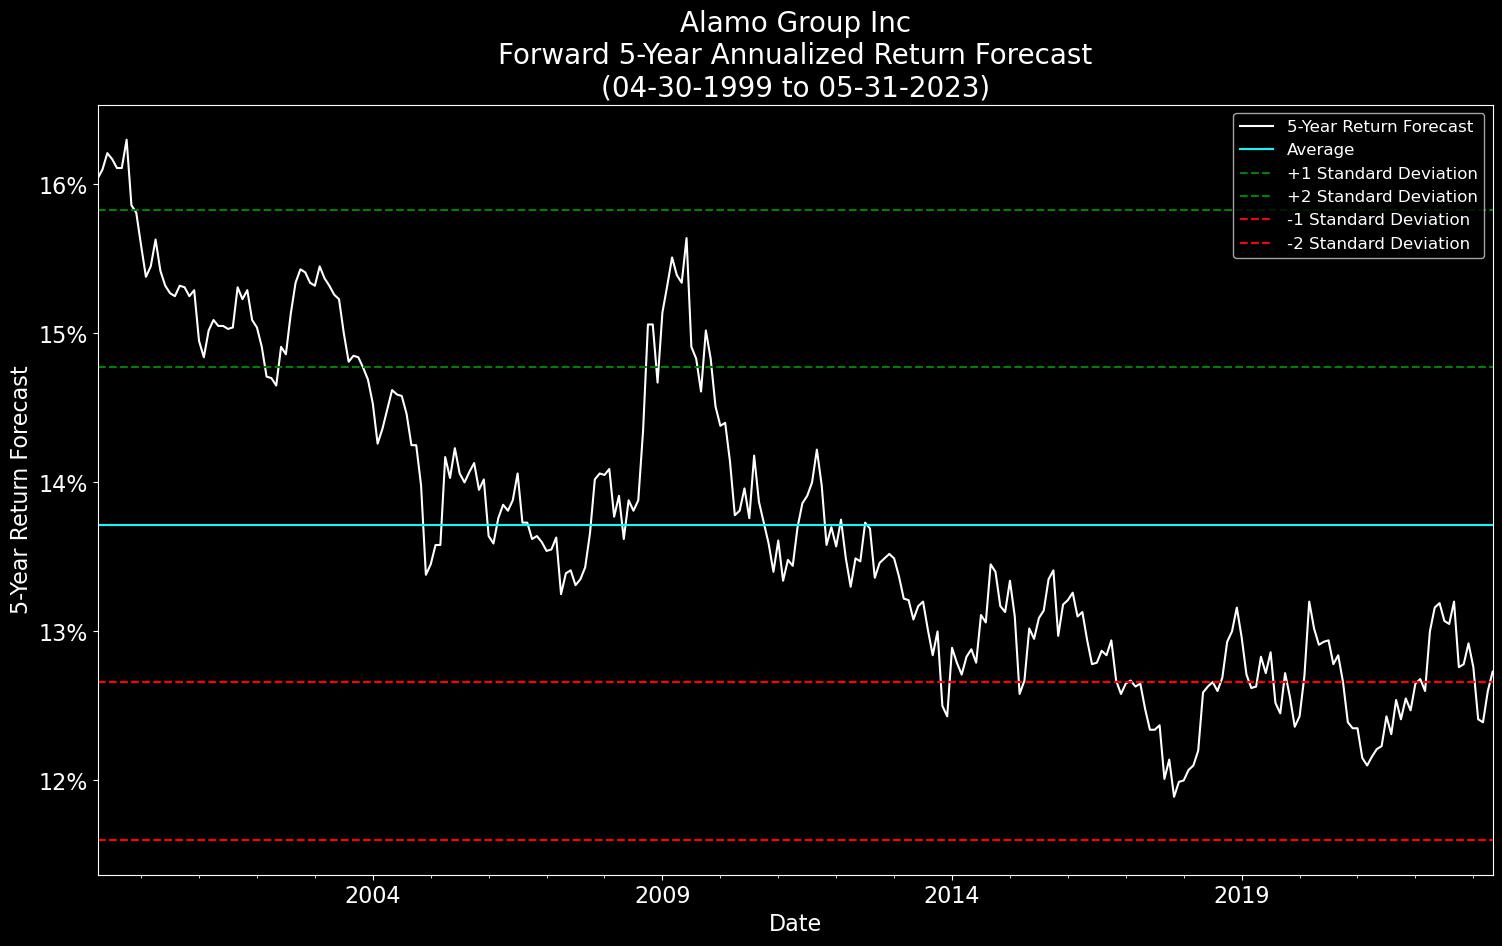 Alamo Group Inc
Forward 5-Year Annualized Return Forecast
(04-30-1999 to 05-31-2023)
5-Year Return Forecast
Average
+1 Standard Deviation
+2 Standard Deviation
-1 Standard Deviation
-2 Standard Deviation
16%
15%
14%
13%
12%
5-Year Return Forecast
2004
2009
2014
2019
Date